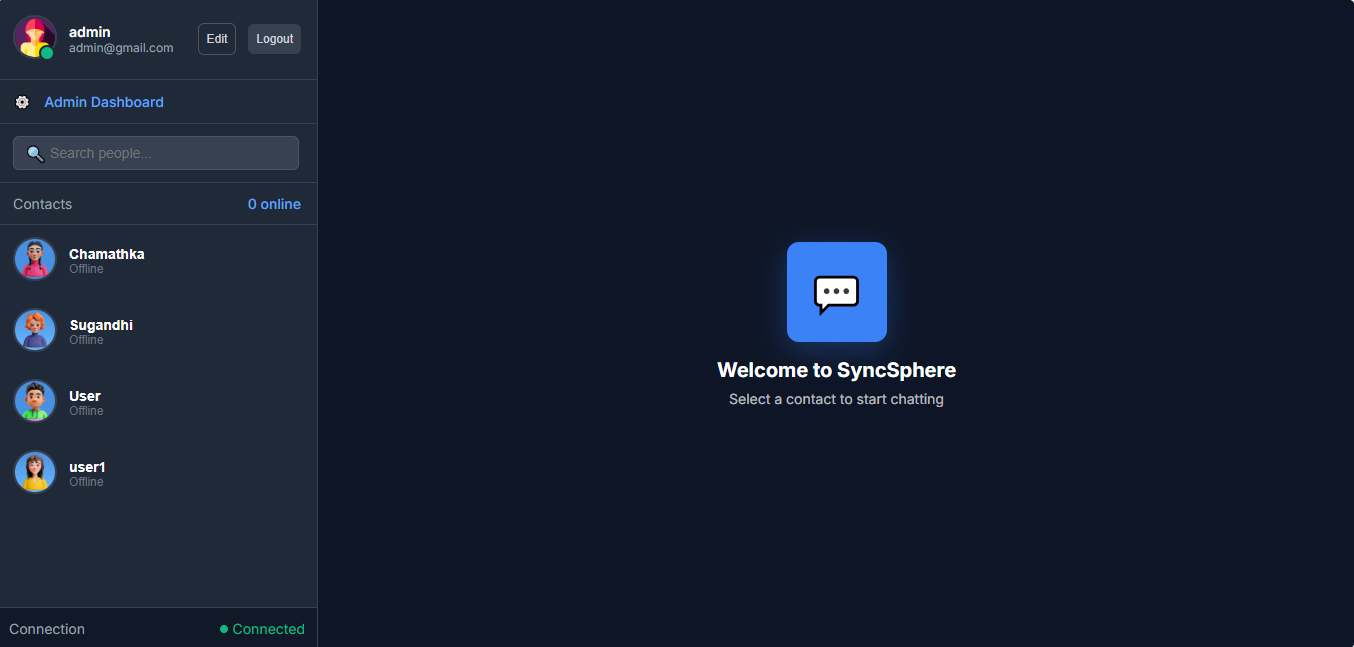 admin
admin@gmail.com
Edit
Logout
Admin Dashboard
Search people...
Contacts
0 online
Chamathka
Offline
Sugandhi
Offline
User
Offline
user1
Offline
Connection
Connected
Welcome to SyncSphere
Select a contact to start chatting